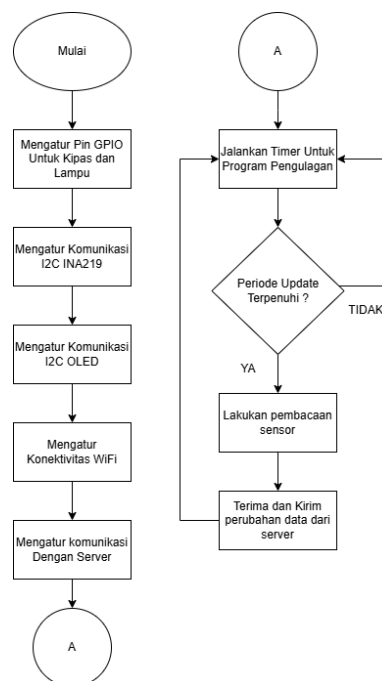 Mulai
Mengatur Pin GPIO
Untuk Kipas dan
Lampu
Mengatur Komunikasi
I2C INA219
Mengatur Komunikasi
I2C OLED
Mengatur
Konektivitas WiFi
Mengatur komunikasi
Dengan Server
A
A
Jalankan Timer Untuk
Program Pengulagan
Periode Update
Terpenuhi ?
TIDAK
YA
Lakukan pembacaan
sensor
Terima dan Kirim
perubahan data dari
server